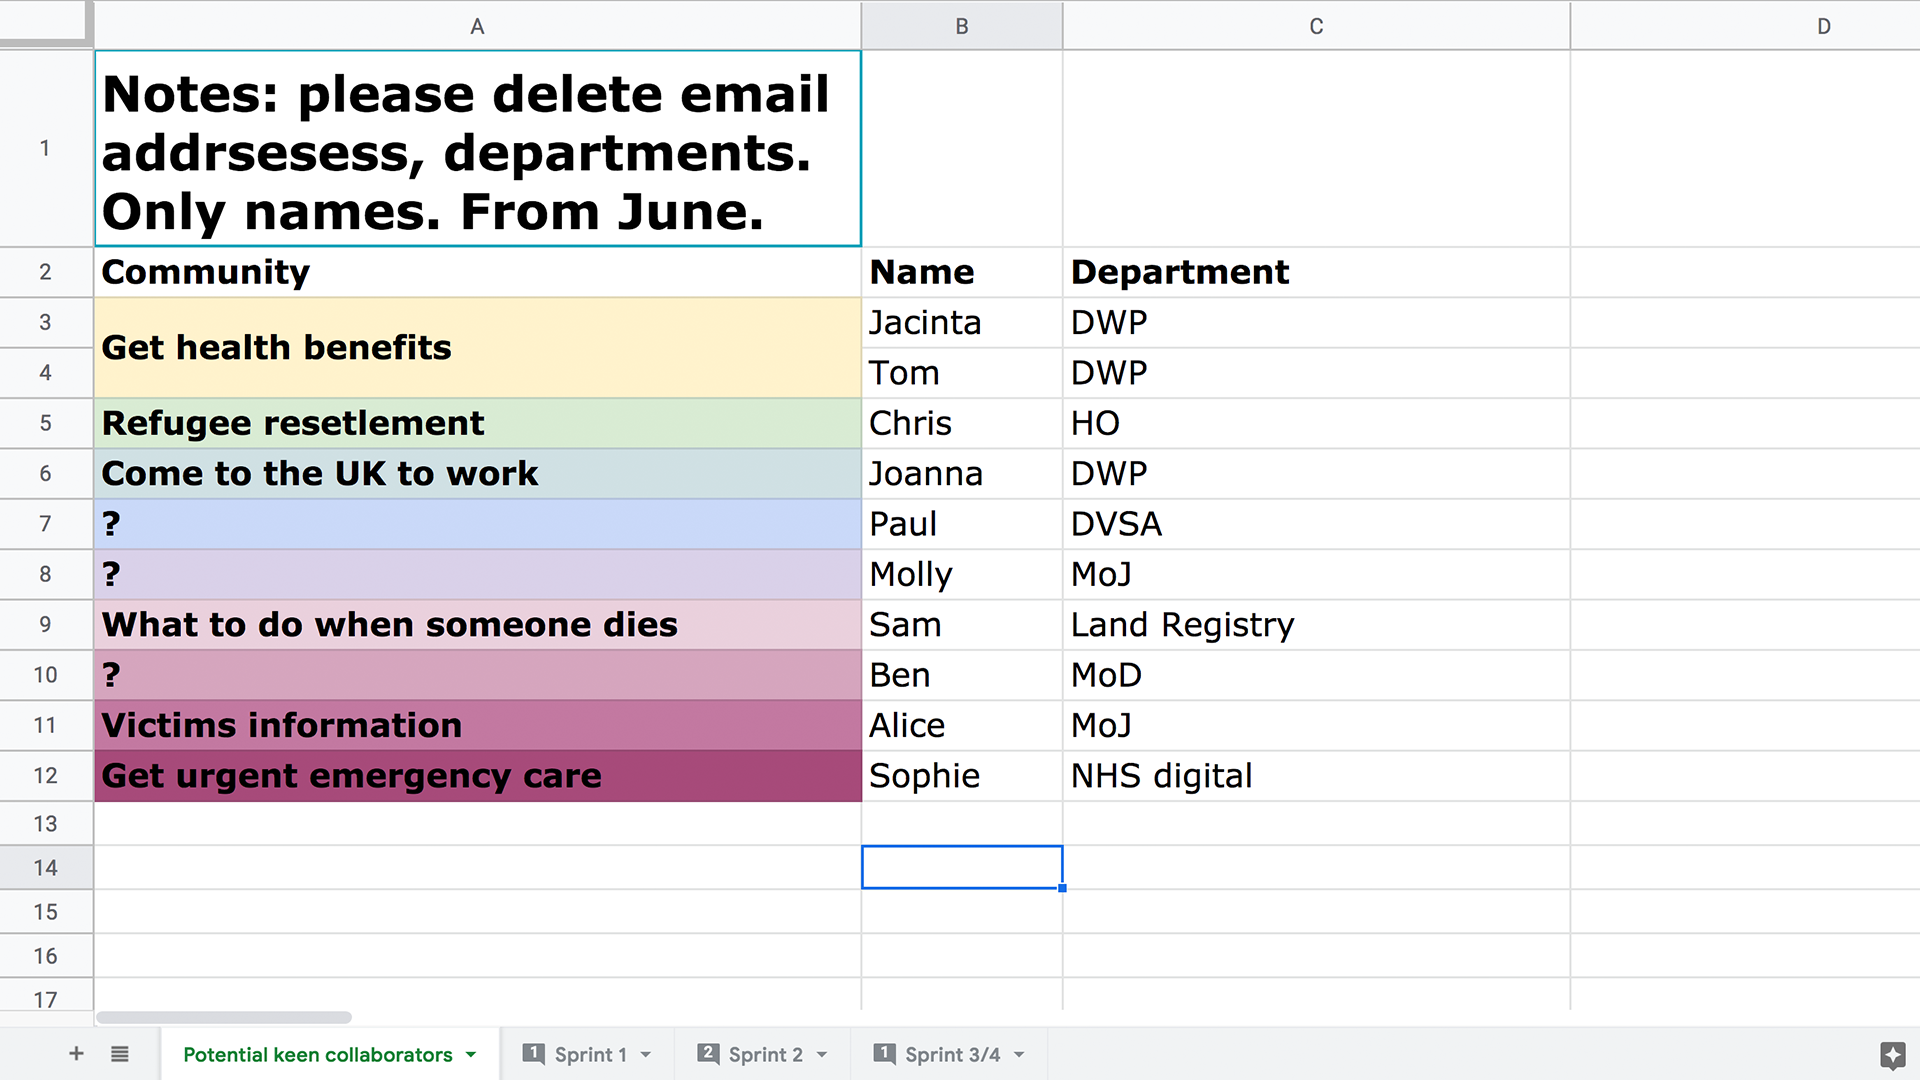 A B C D
1 Notes: please delete email
addrsesess, departments.
Only names. From June.
2 Community Name Department
3 Get health benefits Jacinta DWP
4 Tom DWP
5 Refugee resetlement Chris HO
6 Come to the UK to work Joanna DWP
7 ? Paul DVSA
8 ? Molly MoJ
9 What to do when someone dies Sam Land Registry
10 ? Ben MoD
11 Victims information Alice MoJ
12 Get urgent emergency care Sophie NHS digital
13
14
15
16
17
+ Potential keen collaborators 1 Sprint 1 2 Sprint 2 1 Sprint 3/4